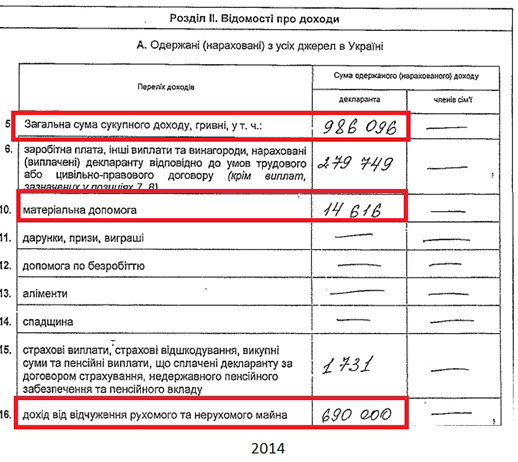 Розділ ІІ. Відомості про доходи
А. Одержані (нараховані) з усіх джерел в Україні
Перелік доходів
Сума одержаного (нарахованого) доходу
декларанта
членів сім'ї
5. Загальна сума сукупного доходу, гривні, у т. ч.: 986 096 —
6. заробітна плата, інші виплати та винагороди, нараховані 279 749 —
(виплачені) декларанту відповідно до умов трудового
або цивільно-правового договору (крім виплат,
зазначених у позиціях 7, 8)
10. матеріальна допомога 14 616 —
11. дарунки, призи, виграші — —
12. допомога по безробіттю — —
13. аліменти — —
14. спадщина — —
15. страхові виплати, страхові відшкодування, викупні
суми та пенсійні виплати, що сплачені декларанту за 1 731 —
договором страхування, недержавного пенсійного
забезпечення та пенсійного вкладу
16. дохід від відчуження рухомого та нерухомого майна 690 000 —
2014